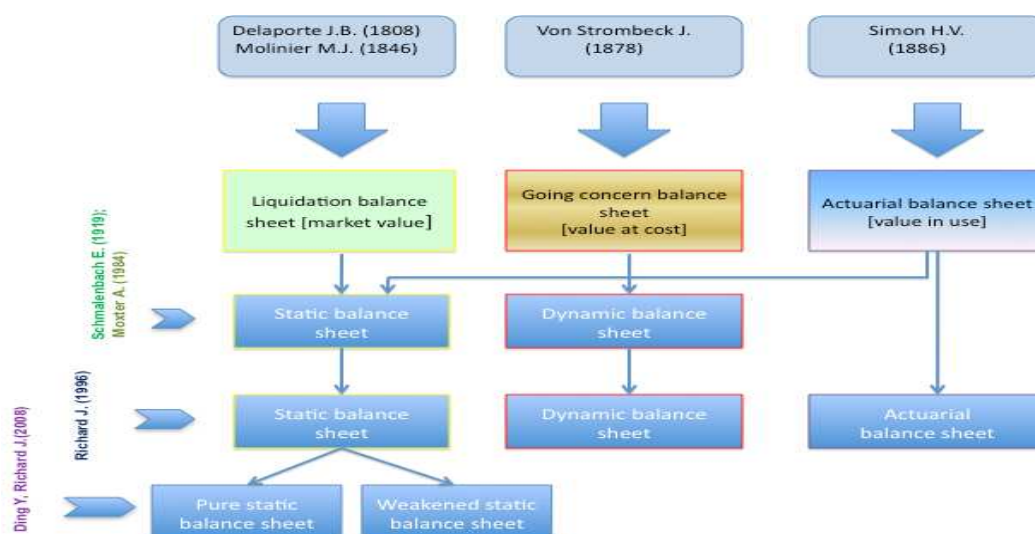 Delaporte J.B. (1808)
Molinier M.J. (1846)
Von Strombeck J.
(1878)
Simon H.V.
(1886)
Liquidation balance
sheet [market value]
Going concern balance
sheet
[value at cost]
Actuarial balance sheet
[value in use]
Schmalenbach E. (1919);
Moxter A. (1984)
Static balance
sheet
Dynamic balance
sheet
Richard J. (1996)
Static balance
sheet
Dynamic balance
sheet
Actuarial
balance sheet
Ding Y, Richard J.(2008)
Pure static
balance sheet
Weakened static
balance sheet